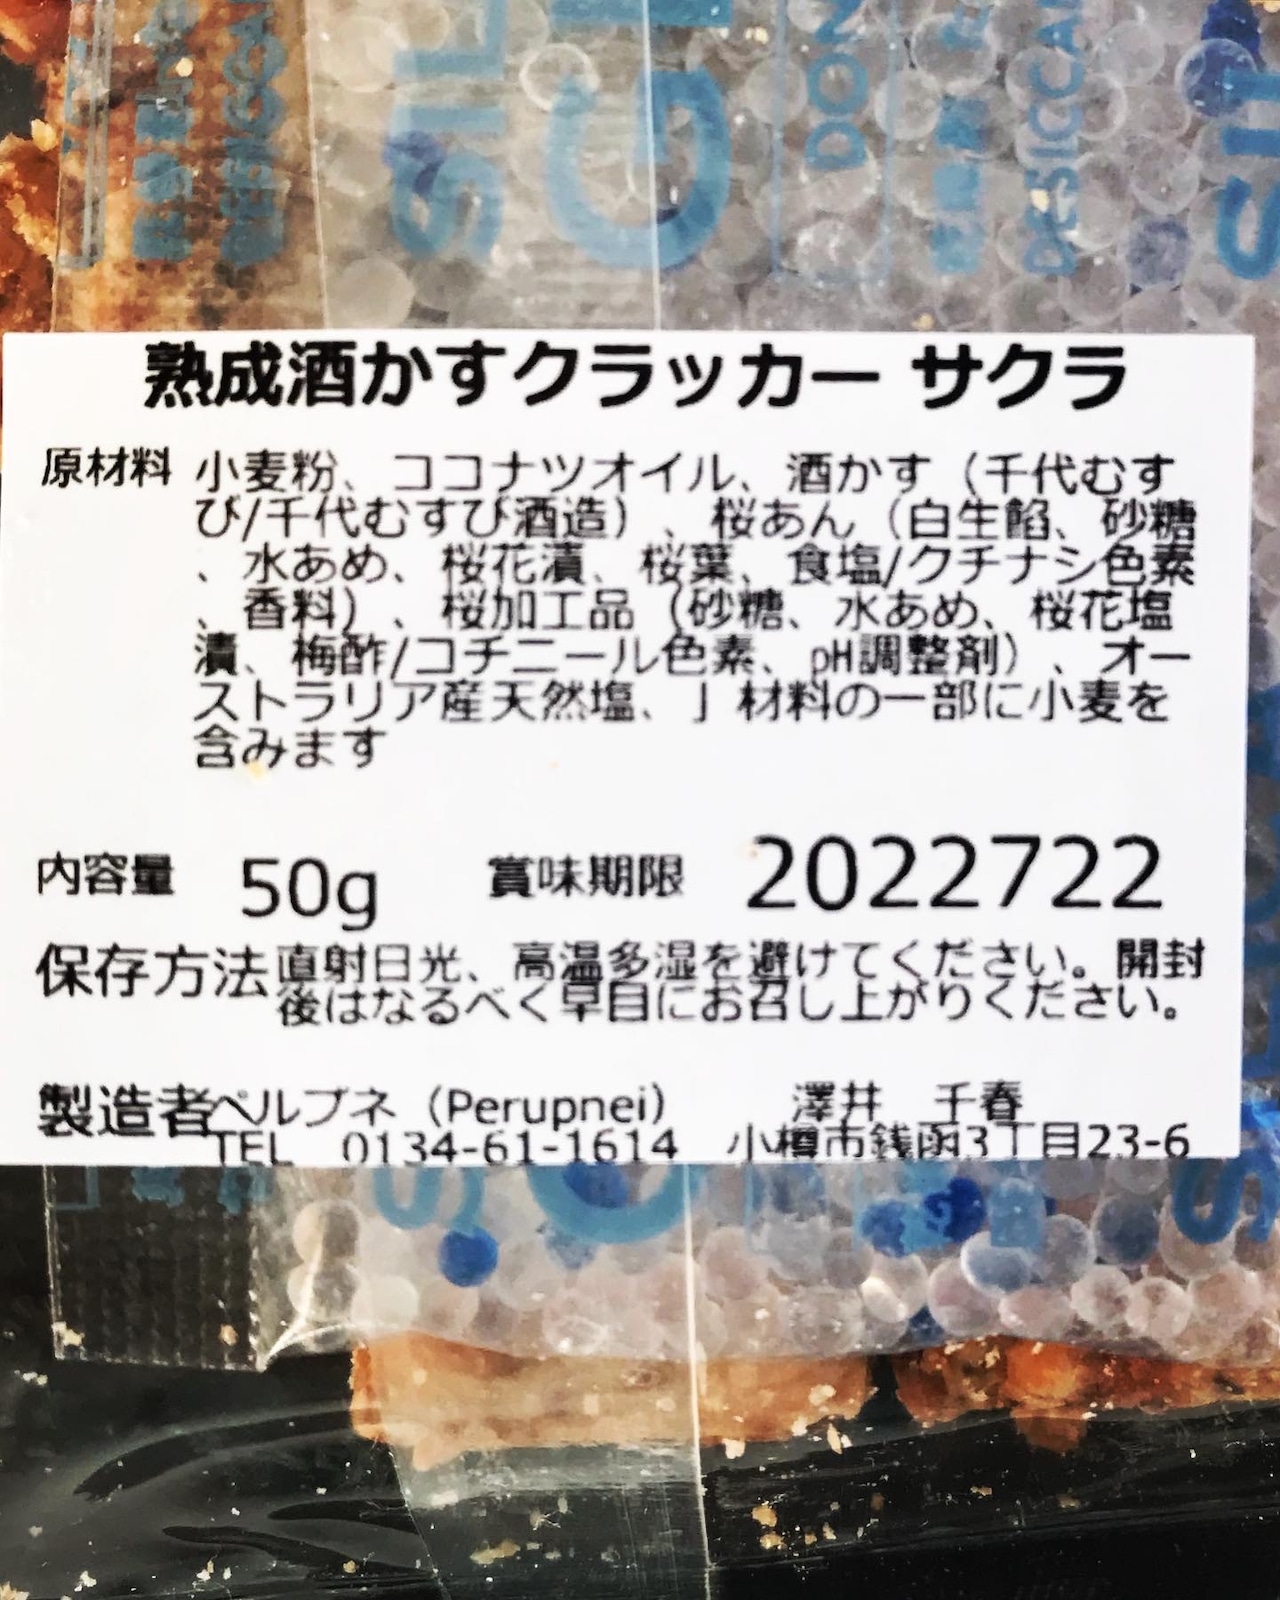 SIL
G
DON
DESICCA
熟成酒かすクラッカー サクラ
原材料 小麦粉、ココナツオイル、酒かす（千代むす
び/千代むすび酒造）、桜あん（白生餡、砂糖
、水あめ、桜花漬、桜葉、食塩/クチナシ色素
、香料）、桜加工品（砂糖、水あめ、桜花塩
漬、梅酢/コチニール色素、pH調整剤）、オー
ストラリア産天然塩、」材料の一部に小麦を
含みます
内容量 50g 賞味期限 2022722
保存方法 直射日光、高温多湿を避けてください。開封
後はなるべく早目にお召し上がりください。
製造者 ペルプネ（Perupnei） 澤井 千春
TEL 0134-61-1614 小樽市銭函3丁目23-6